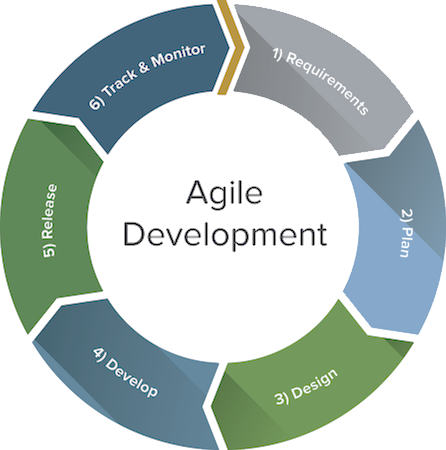 Agile
Development
1) Requirements
2) Plan
3) Design
4) Develop
5) Release
6) Track & Monitor